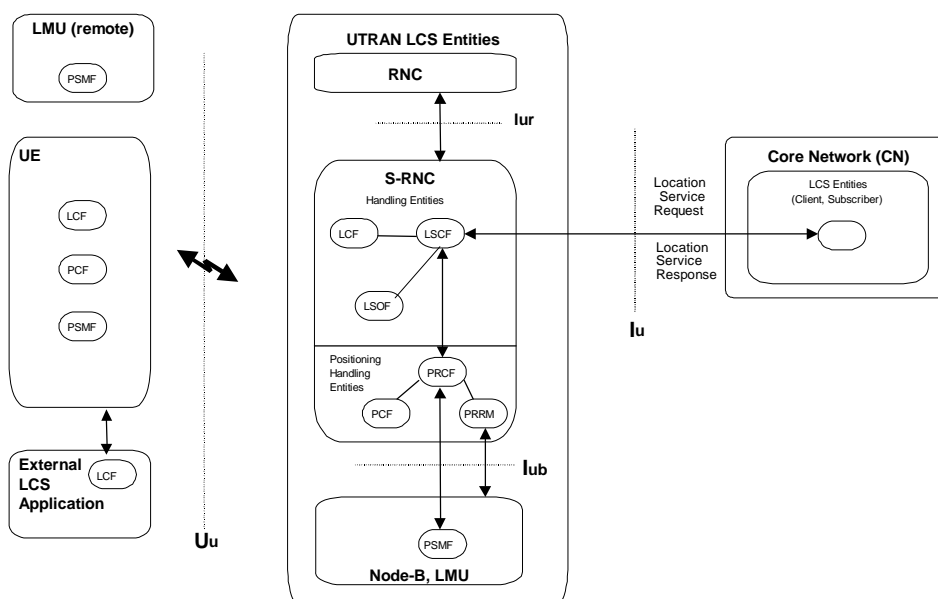 LMU (remote)
PSMF
UE
LCF
PCF
PSMF
External
LCS
Application
LCF
Uu
UTRAN LCS Entities
RNC
Iur
S-RNC
Handling Entities
LCF
LSCF
LSOF
Positioning
Handling
Entities
PRCF
PCF
PRRM
Iub
PSMF
Node-B, LMU
Location
Service
Request
Location
Service
Response
Iu
Core Network (CN)
LCS Entities
(Client, Subscriber)